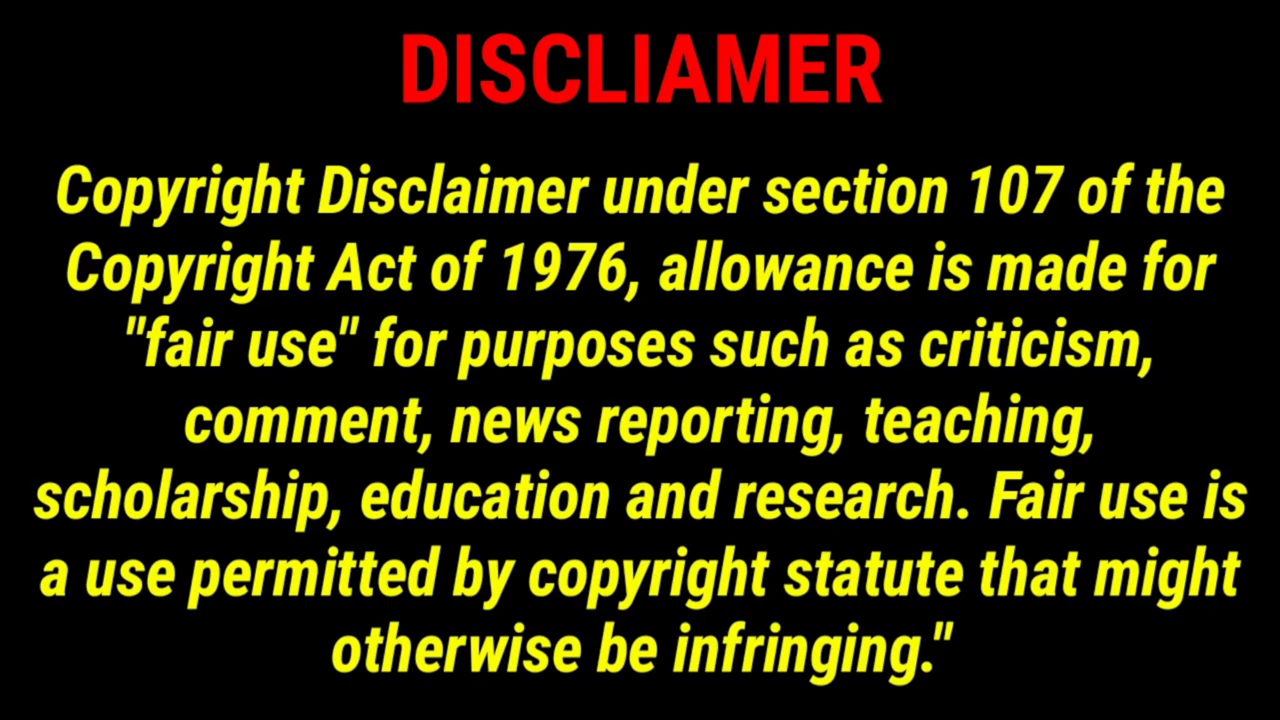 DISCLIAMER
Copyright Disclaimer under section 107 of the
Copyright Act of 1976, allowance is made for
"fair use" for purposes such as criticism,
comment, news reporting, teaching,
scholarship, education and research. Fair use is
a use permitted by copyright statute that might
otherwise be infringing."